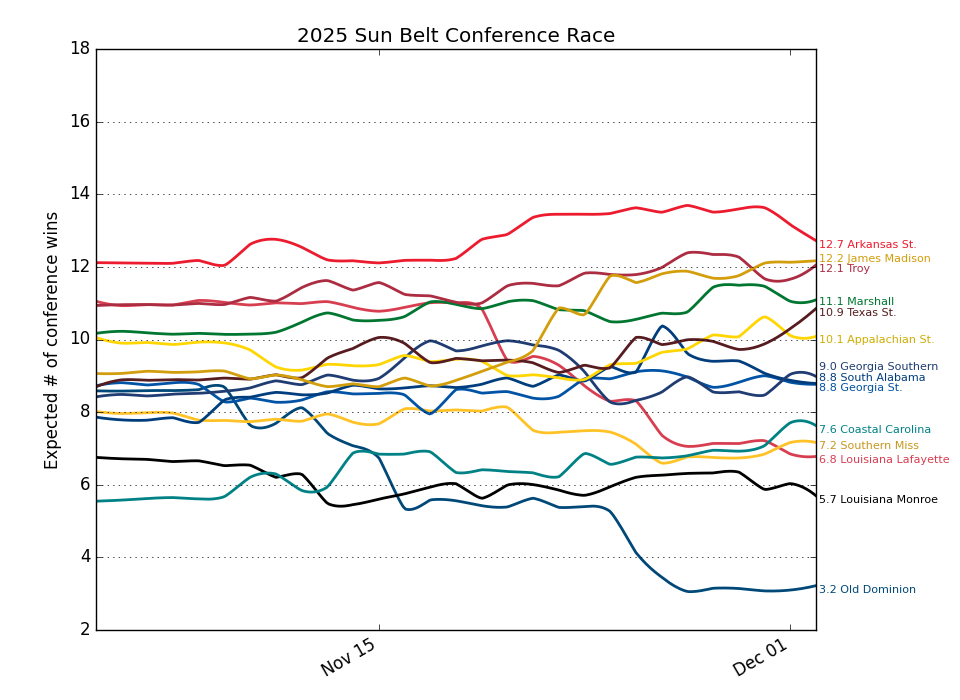 2025 Sun Belt Conference Race
Expected # of conference wins
18
16
14
12
10
8
6
4
2
Nov 15
Dec 01
12.7 Arkansas St.
12.2 James Madison
12.1 Troy
11.1 Marshall
10.9 Texas St.
10.1 Appalachian St.
9.0 Georgia Southern
8.8 South Alabama
8.8 Georgia St.
7.6 Coastal Carolina
7.2 Southern Miss
6.8 Louisiana Lafayette
5.7 Louisiana Monroe
3.2 Old Dominion